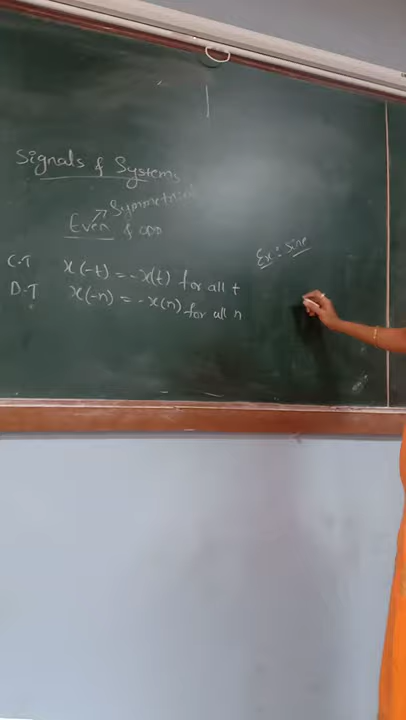 Signals & Systems
Symmetrical
Even & ODD
C.T x(-t) = -x(t) for all t
D.T x(-n) = -x(n) for all n
Ex: sine